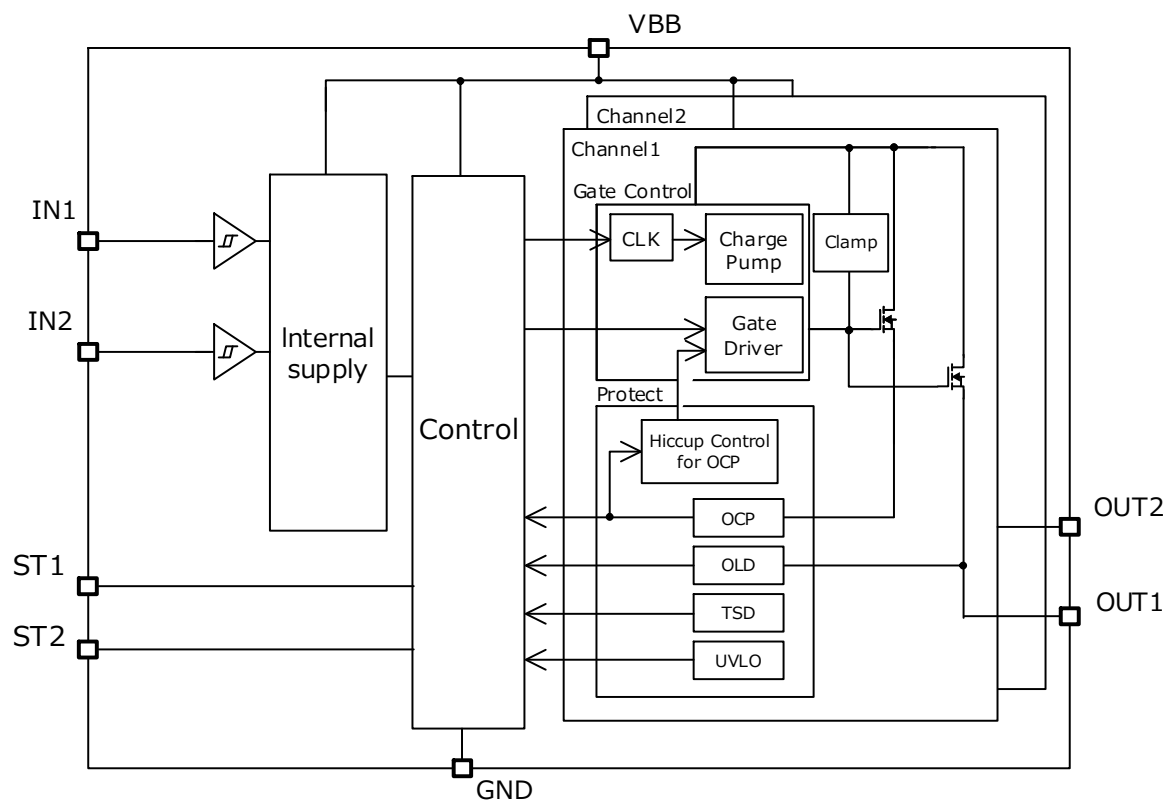 VBB
Channel2
Channel1
IN1
Gate Control
CLK
Charge
Pump
Clamp
IN2
Internal
supply
Gate
Driver
Protect
Control
Hiccup Control
for OCP
OCP
OUT2
ST1
OLD
OUT1
TSD
ST2
UVLO
GND